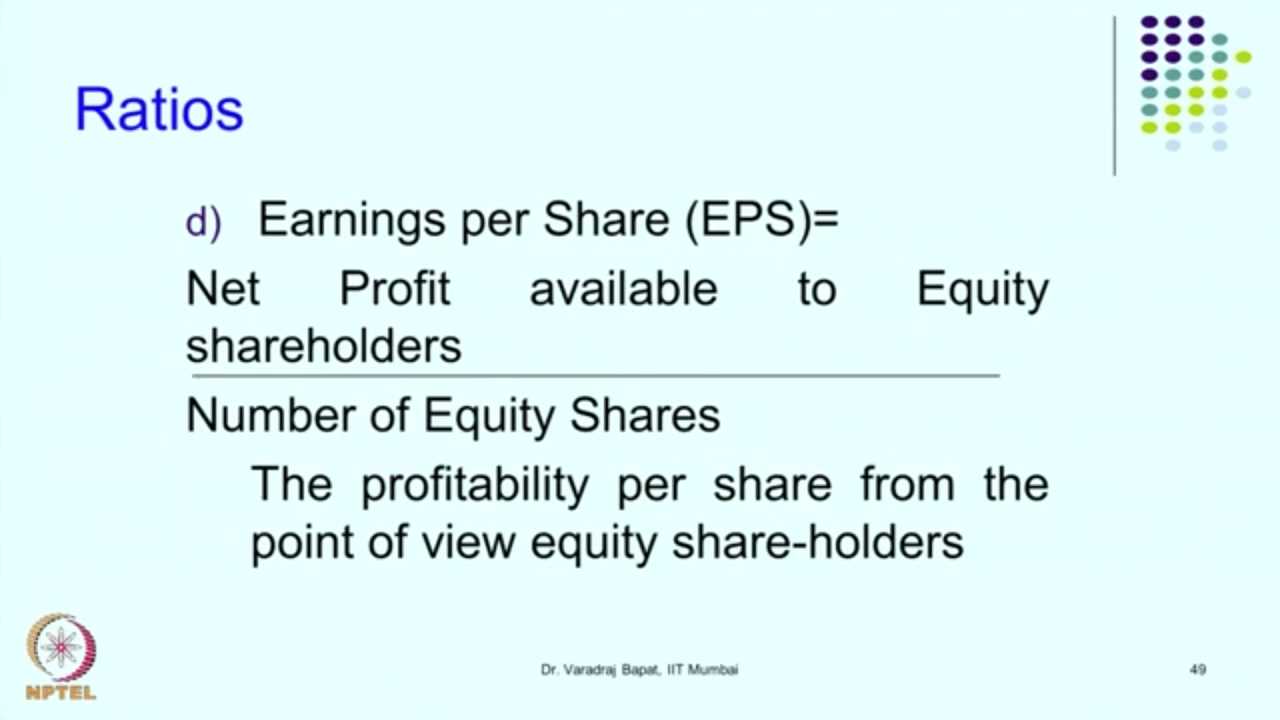 Ratios
d) Earnings per Share (EPS)=
Net Profit available to Equity
shareholders
Number of Equity Shares
The profitability per share from the
point of view equity share-holders
NPTEL
Dr. Varadraj Bapat, IIT Mumbai
49